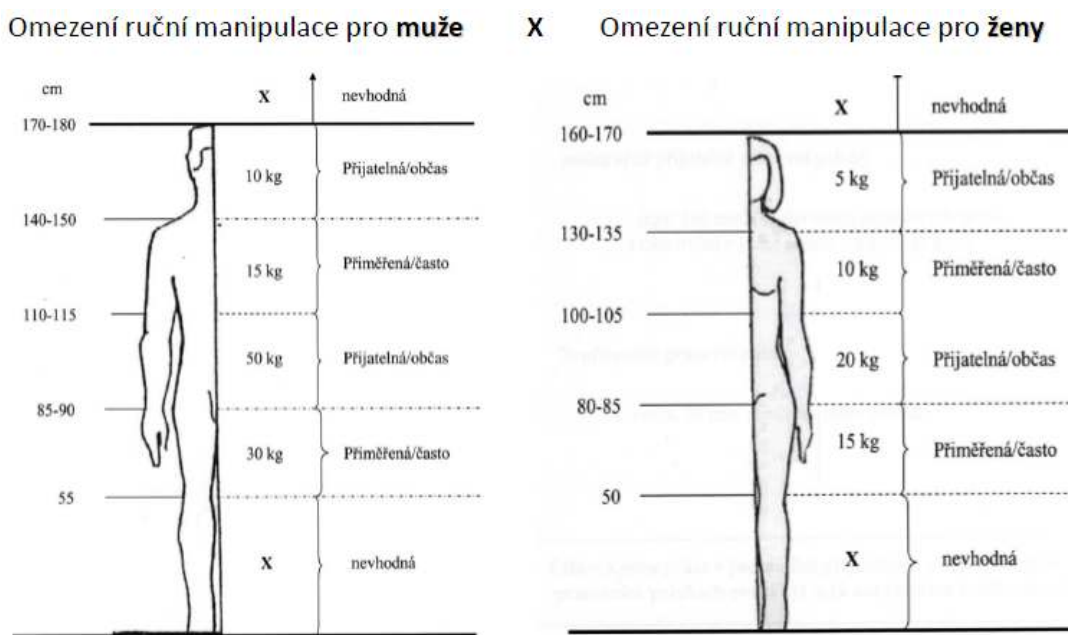 Omezení ruční manipulace pro muže X Omezení ruční manipulace pro ženy
cm
X nevhodná
170-180
10 kg Přijatelná/občas
140-150
15 kg Přiměřená/často
110-115
50 kg Přijatelná/občas
85-90
30 kg Přiměřená/často
55
X nevhodná
cm
X nevhodná
160-170
5 kg Přijatelná/občas
130-135
10 kg Přiměřená/často
100-105
20 kg Přijatelná/občas
80-85
15 kg Přiměřená/často
50
X nevhodná